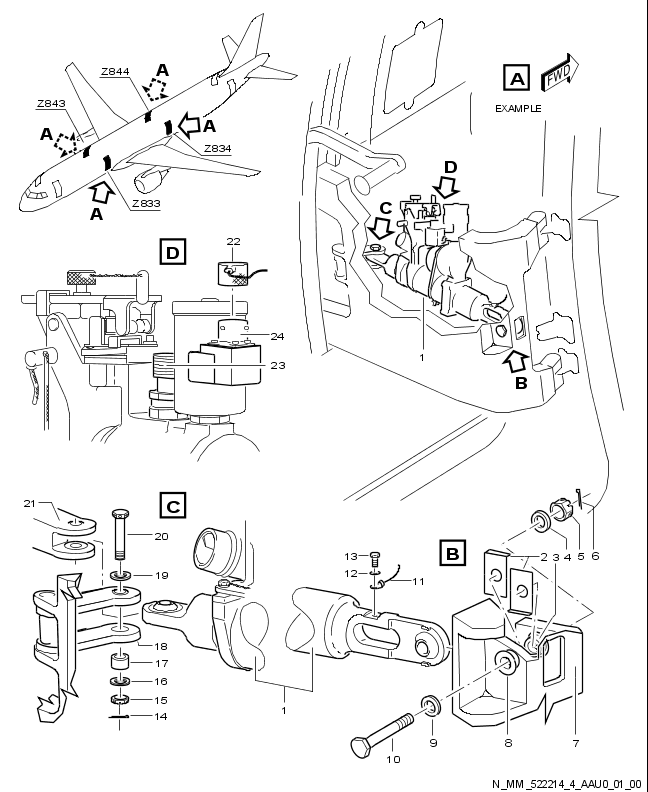 Z844
A
A
FWD
EXAMPLE
Z843
A
A
Z834
A
Z833
D
C
D
22
24
23
1
B
21
C
20
19
18
17
16
15
14
13
12
11
1
B
2 3 4 5 6
10
9
8
7
N_MM_522214_4_AAU0_01_00